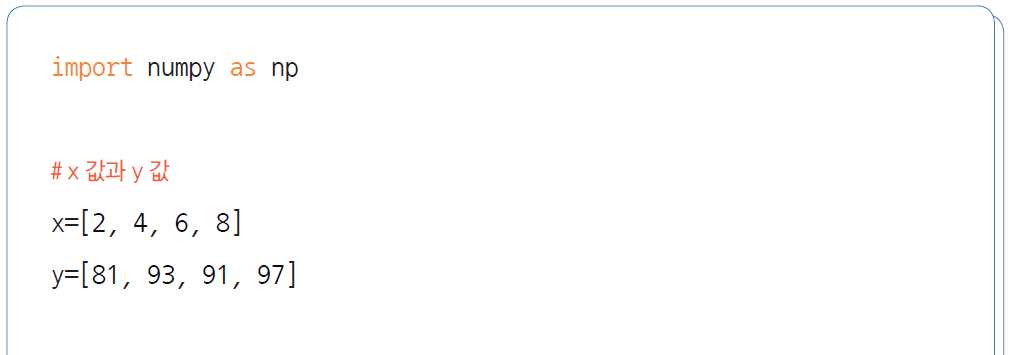 import numpy as np
# x 값과 y 값
x=[2, 4, 6, 8]
y=[81, 93, 91, 97]